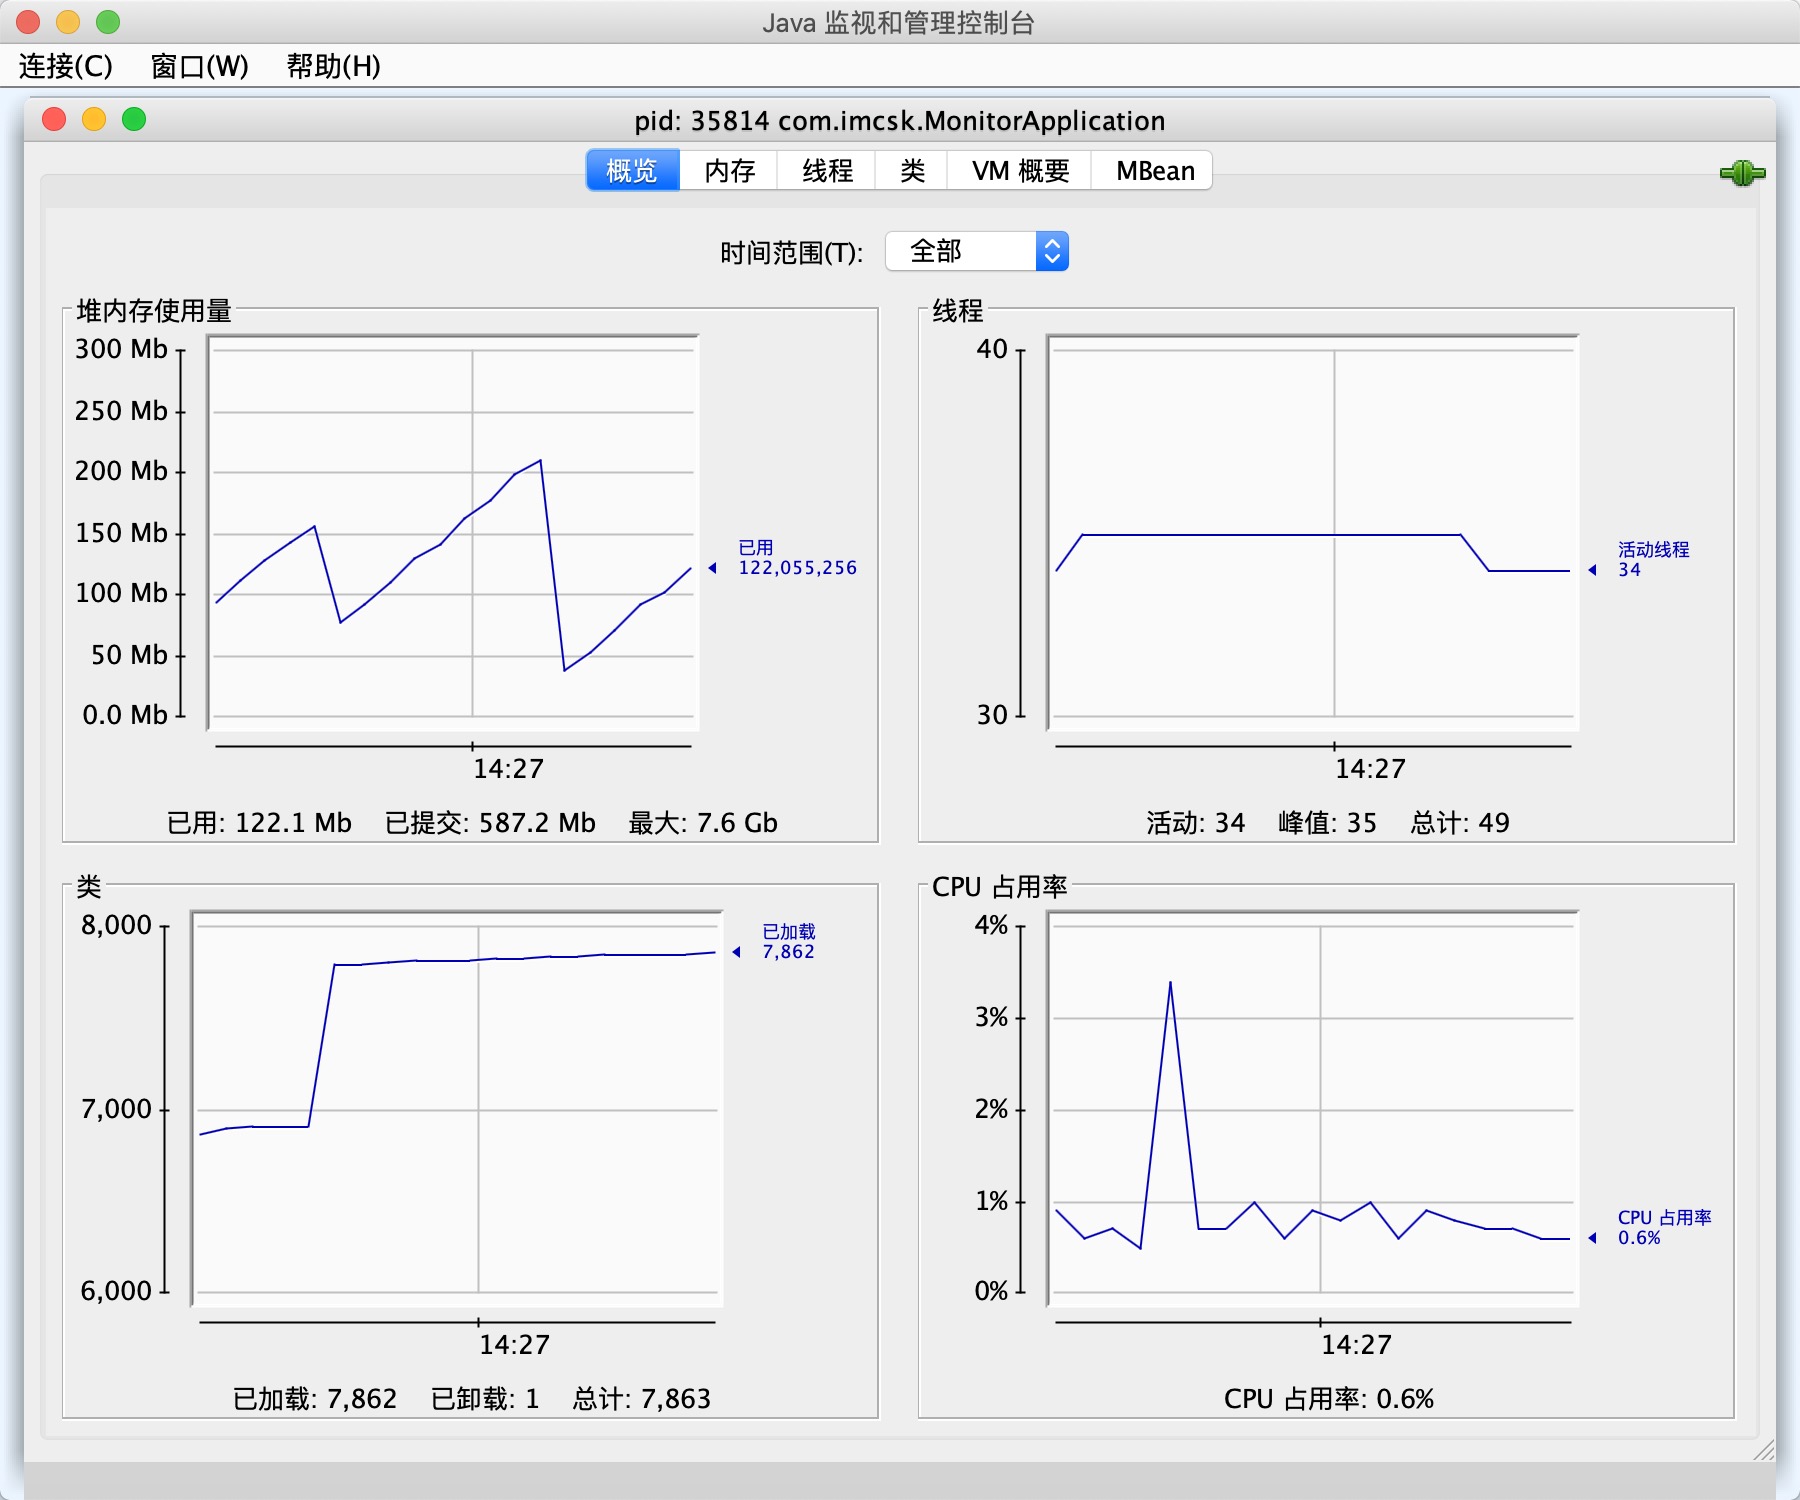 Java 监视和管理控制台
连接(C) 窗口(W) 帮助(H)
pid: 35814 com.imcsk.MonitorApplication
概览 内存 线程 类 VM 概要 MBean
时间范围(T): 全部
堆内存使用量
300 Mb
250 Mb
200 Mb
150 Mb
100 Mb
50 Mb
0.0 Mb
已用
122,055,256
14:27
已用: 122.1 Mb 已提交: 587.2 Mb 最大: 7.6 Gb
线程
40
30
活动线程
34
14:27
活动: 34 峰值: 35 总计: 49
类
8,000
7,000
6,000
已加载
7,862
14:27
已加载: 7,862 已卸载: 1 总计: 7,863
CPU 占用率
4%
3%
2%
1%
0%
CPU 占用率
0.6%
14:27
CPU 占用率: 0.6%